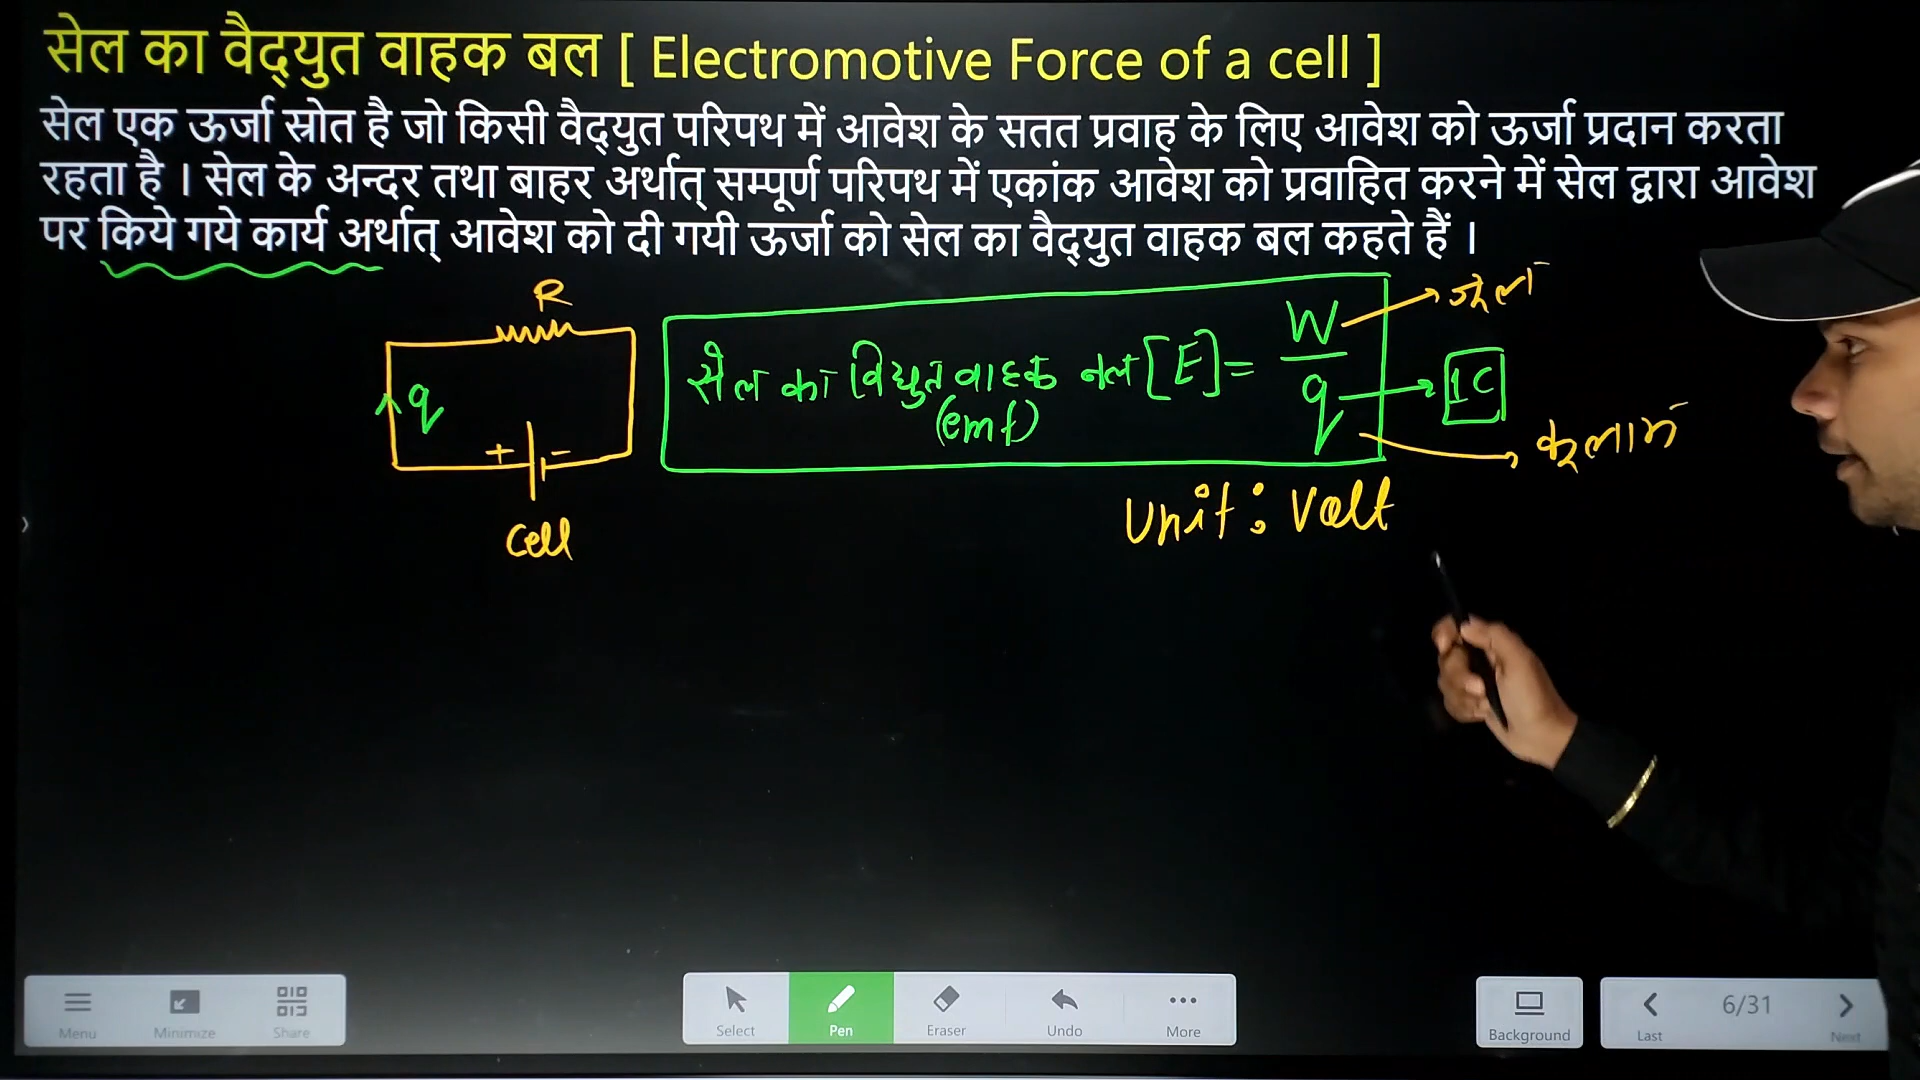 सेल का वैद्युत वाहक बल [ Electromotive Force of a cell ]
सेल एक ऊर्जा स्रोत है जो किसी वैद्युत परिपथ में आवेश के सतत प्रवाह के लिए आवेश को ऊर्जा प्रदान करता
रहता है । सेल के अन्दर तथा बाहर अर्थात् सम्पूर्ण परिपथ में एकांक आवेश को प्रवाहित करने में सेल द्वारा आवेश
पर किये गये कार्य अर्थात् आवेश को दी गयी ऊर्जा को सेल का वैद्युत वाहक बल कहते हैं ।
R
q
+ -
Cell
सेल का विद्युत वाहक बल [E] = W/q
(emf)
1C
Unit : Volt
Menu
Minimize
Share
Select
Pen
Eraser
Undo
More
Background
Last
6/31
Next